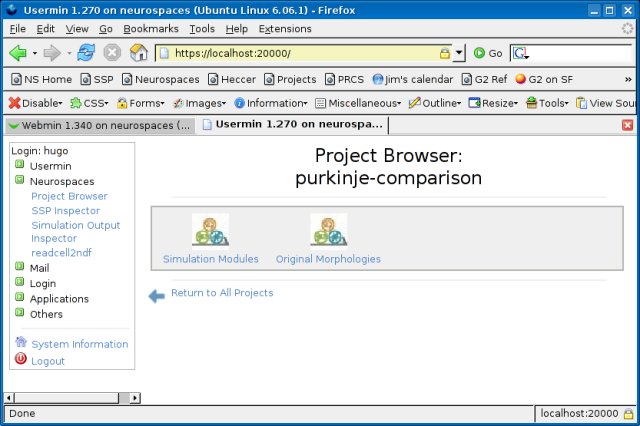 Usermin 1.270 on neurospaces (Ubuntu Linux 6.06.1) - Firefox
File Edit View Go Bookmarks Tools Help Extensions
https://localhost:20000/ Go G
NS Home SSP Neurospaces Heccer Projects PRCS Jim's calendar G2 Ref G2 on SF »
Disable CSS Forms Images Information Miscellaneous Outline Resize Tools View Sour
Webmin 1.340 on neurospaces (... Usermin 1.270 on neurospa...
Login: hugo
Usermin
Neurospaces
Project Browser
SSP Inspector
Simulation Output
Inspector
readcell2ndf
Mail
Login
Applications
Others
System Information
Logout
Project Browser:
purkinje-comparison
Simulation Modules Original Morphologies
Return to All Projects
Done localhost:20000